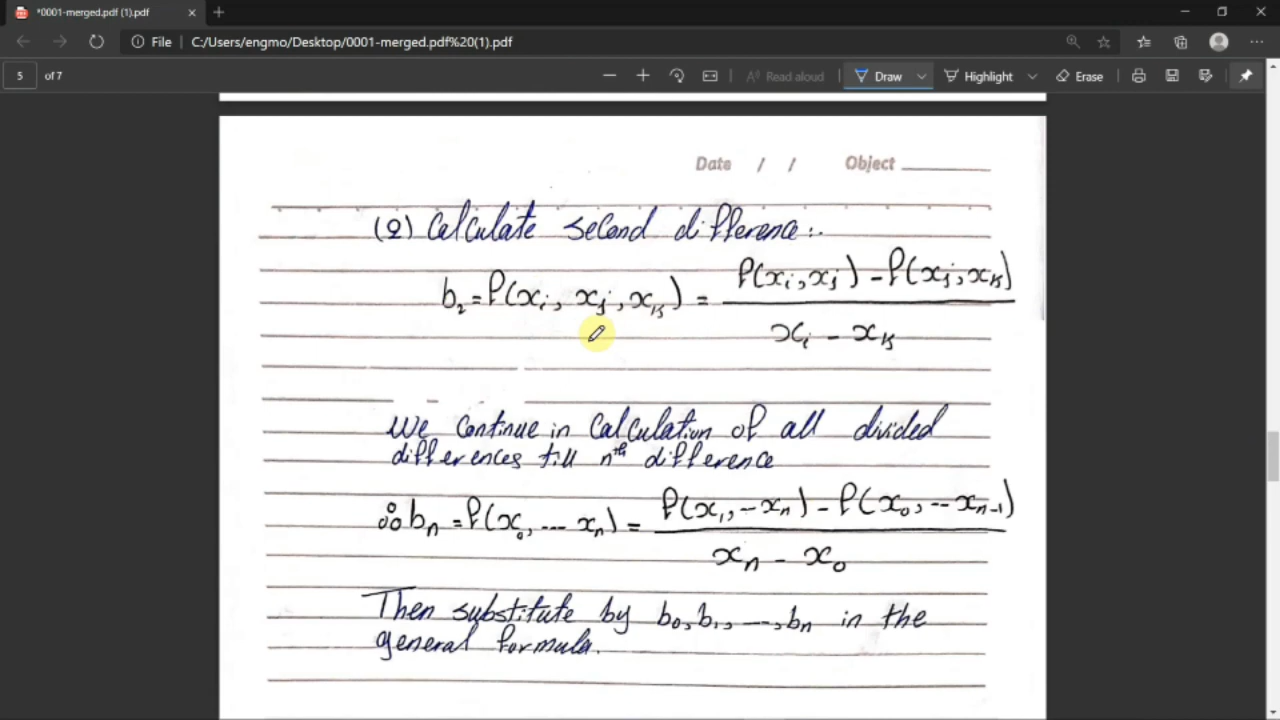 *0001-merged.pdf (1).pdf
File | C:/Users/engmo/Desktop/0001-merged.pdf%20(1).pdf
5 of 7 Read aloud Draw Highlight Erase
Date / / Object
(2) Calculate second difference:.
b₂ = f(xᵢ, xⱼ, xₖ) = f(xᵢ, xⱼ) - f(xⱼ, xₖ) / xᵢ - xₖ
We Continue in Calculation of all divided
differences till nᵗʰ difference
∴ bₙ = f(x₀, --- xₙ) = f(x₁, -- xₙ) - f(x₀, --- xₙ₋₁) / xₙ - x₀
Then substitute by b₀, b₁, ---, bₙ in the
general formula.